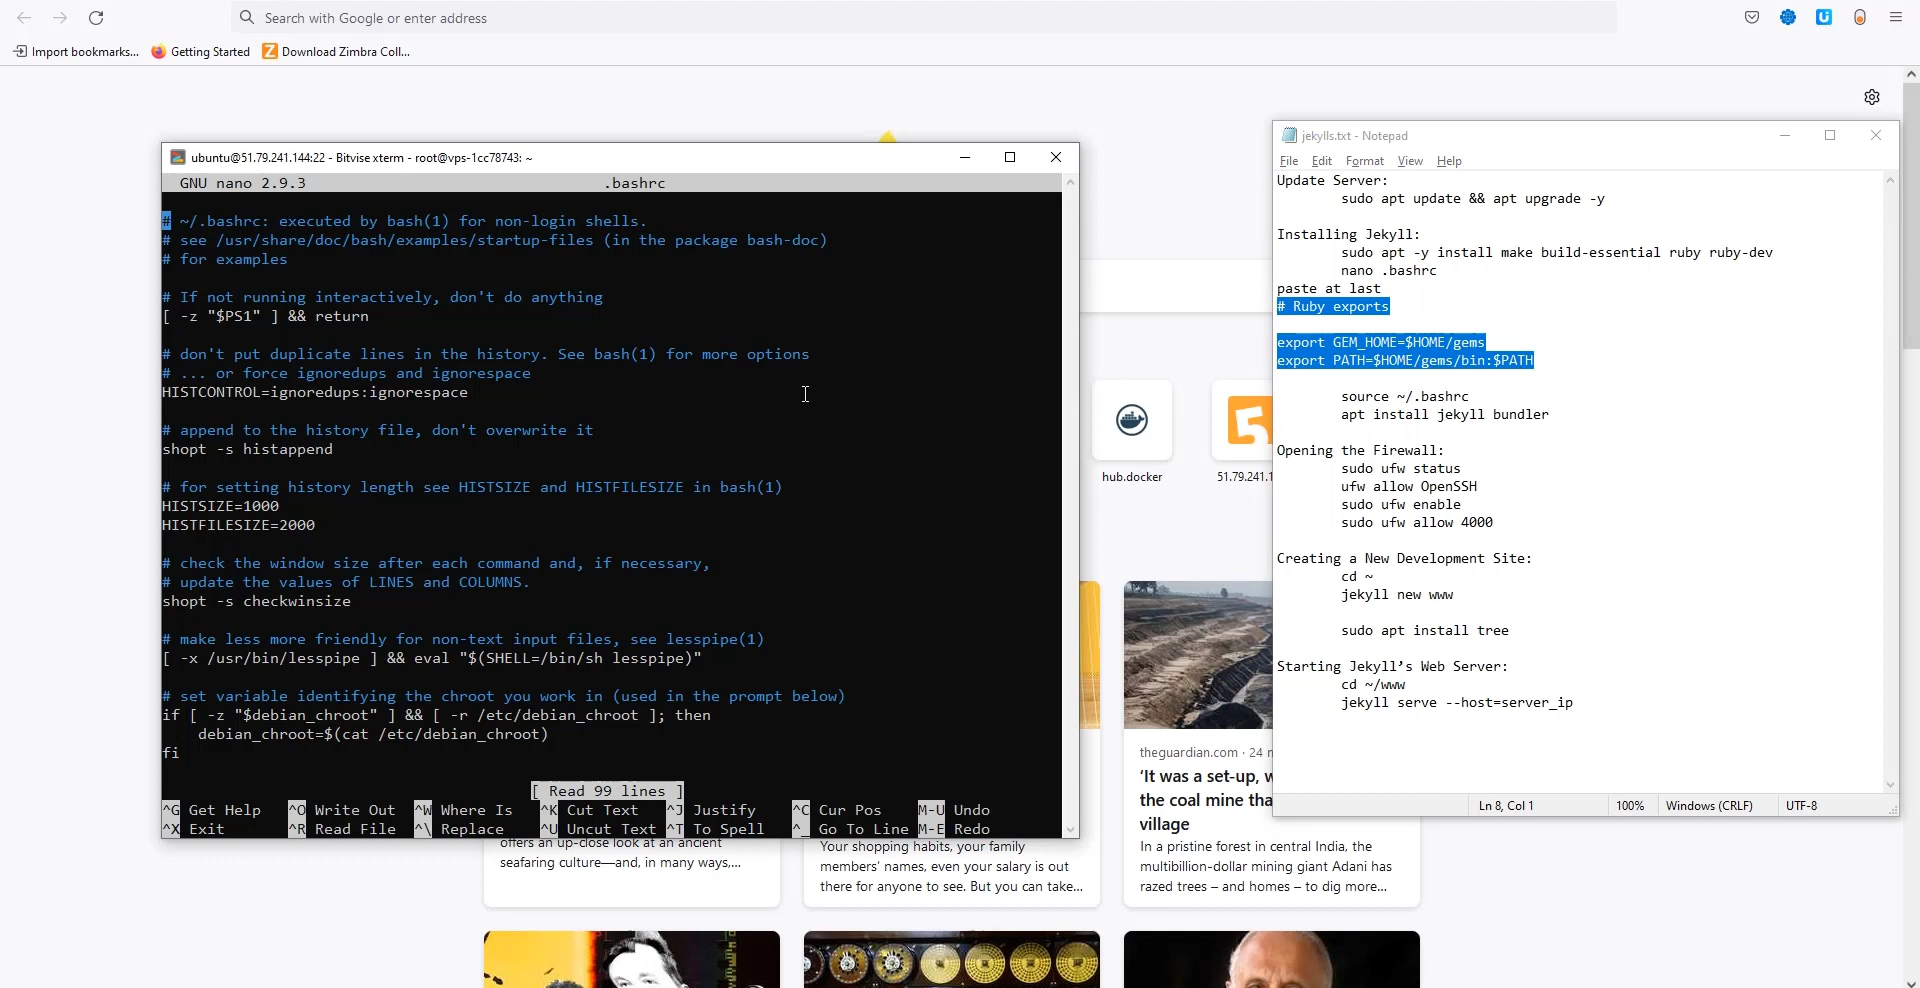 Search with Google or enter address
Import bookmarks...
Getting Started
Download Zimbra Coll...
ubuntu@51.79.241.144:22 - Bitvise xterm - root@vps-1cc78743: ~
GNU nano 2.9.3 .bashrc
# ~/.bashrc: executed by bash(1) for non-login shells.
# see /usr/share/doc/bash/examples/startup-files (in the package bash-doc)
# for examples
# If not running interactively, don't do anything
[ -z "$PS1" ] && return
# don't put duplicate lines in the history. See bash(1) for more options
# ... or force ignoredups and ignorespace
HISTCONTROL=ignoredups:ignorespace
# append to the history file, don't overwrite it
shopt -s histappend
# for setting history length see HISTSIZE and HISTFILESIZE in bash(1)
HISTSIZE=1000
HISTFILESIZE=2000
# check the window size after each command and, if necessary,
# update the values of LINES and COLUMNS.
shopt -s checkwinsize
# make less more friendly for non-text input files, see lesspipe(1)
[ -x /usr/bin/lesspipe ] && eval "$(SHELL=/bin/sh lesspipe)"
# set variable identifying the chroot you work in (used in the prompt below)
if [ -z "$debian_chroot" ] && [ -r /etc/debian_chroot ]; then
debian_chroot=$(cat /etc/debian_chroot)
fi
[ Read 99 lines ]
^G Get Help ^O Write Out ^W Where Is ^K Cut Text ^J Justify ^C Cur Pos M-U Undo
^X Exit ^R Read File ^\ Replace ^U Uncut Text ^T To Spell ^_ Go To Line M-E Redo
jekylls.txt - Notepad
File Edit Format View Help
Update Server:
sudo apt update && apt upgrade -y
Installing Jekyll:
sudo apt -y install make build-essential ruby ruby-dev
nano .bashrc
paste at last
# Ruby exports
export GEM_HOME=$HOME/gems
export PATH=$HOME/gems/bin:$PATH
source ~/.bashrc
apt install jekyll bundler
Opening the Firewall:
sudo ufw status
ufw allow OpenSSH
sudo ufw enable
sudo ufw allow 4000
Creating a New Development Site:
cd ~
jekyll new www
sudo apt install tree
Starting Jekyll’s Web Server:
cd ~/www
jekyll serve --host=server_ip
Ln 8, Col 1 100% Windows (CRLF) UTF-8
hub.docker
51.79.241.1
offers an up-close look at an ancient
seafaring culture—and, in many ways,...
Your shopping habits, your family
members' names, even your salary is out
there for anyone to see. But you can take...
theguardian.com · 24 m
‘It was a set-up, w
the coal mine tha
village
In a pristine forest in central India, the
multibillion-dollar mining giant Adani has
razed trees – and homes – to dig more...